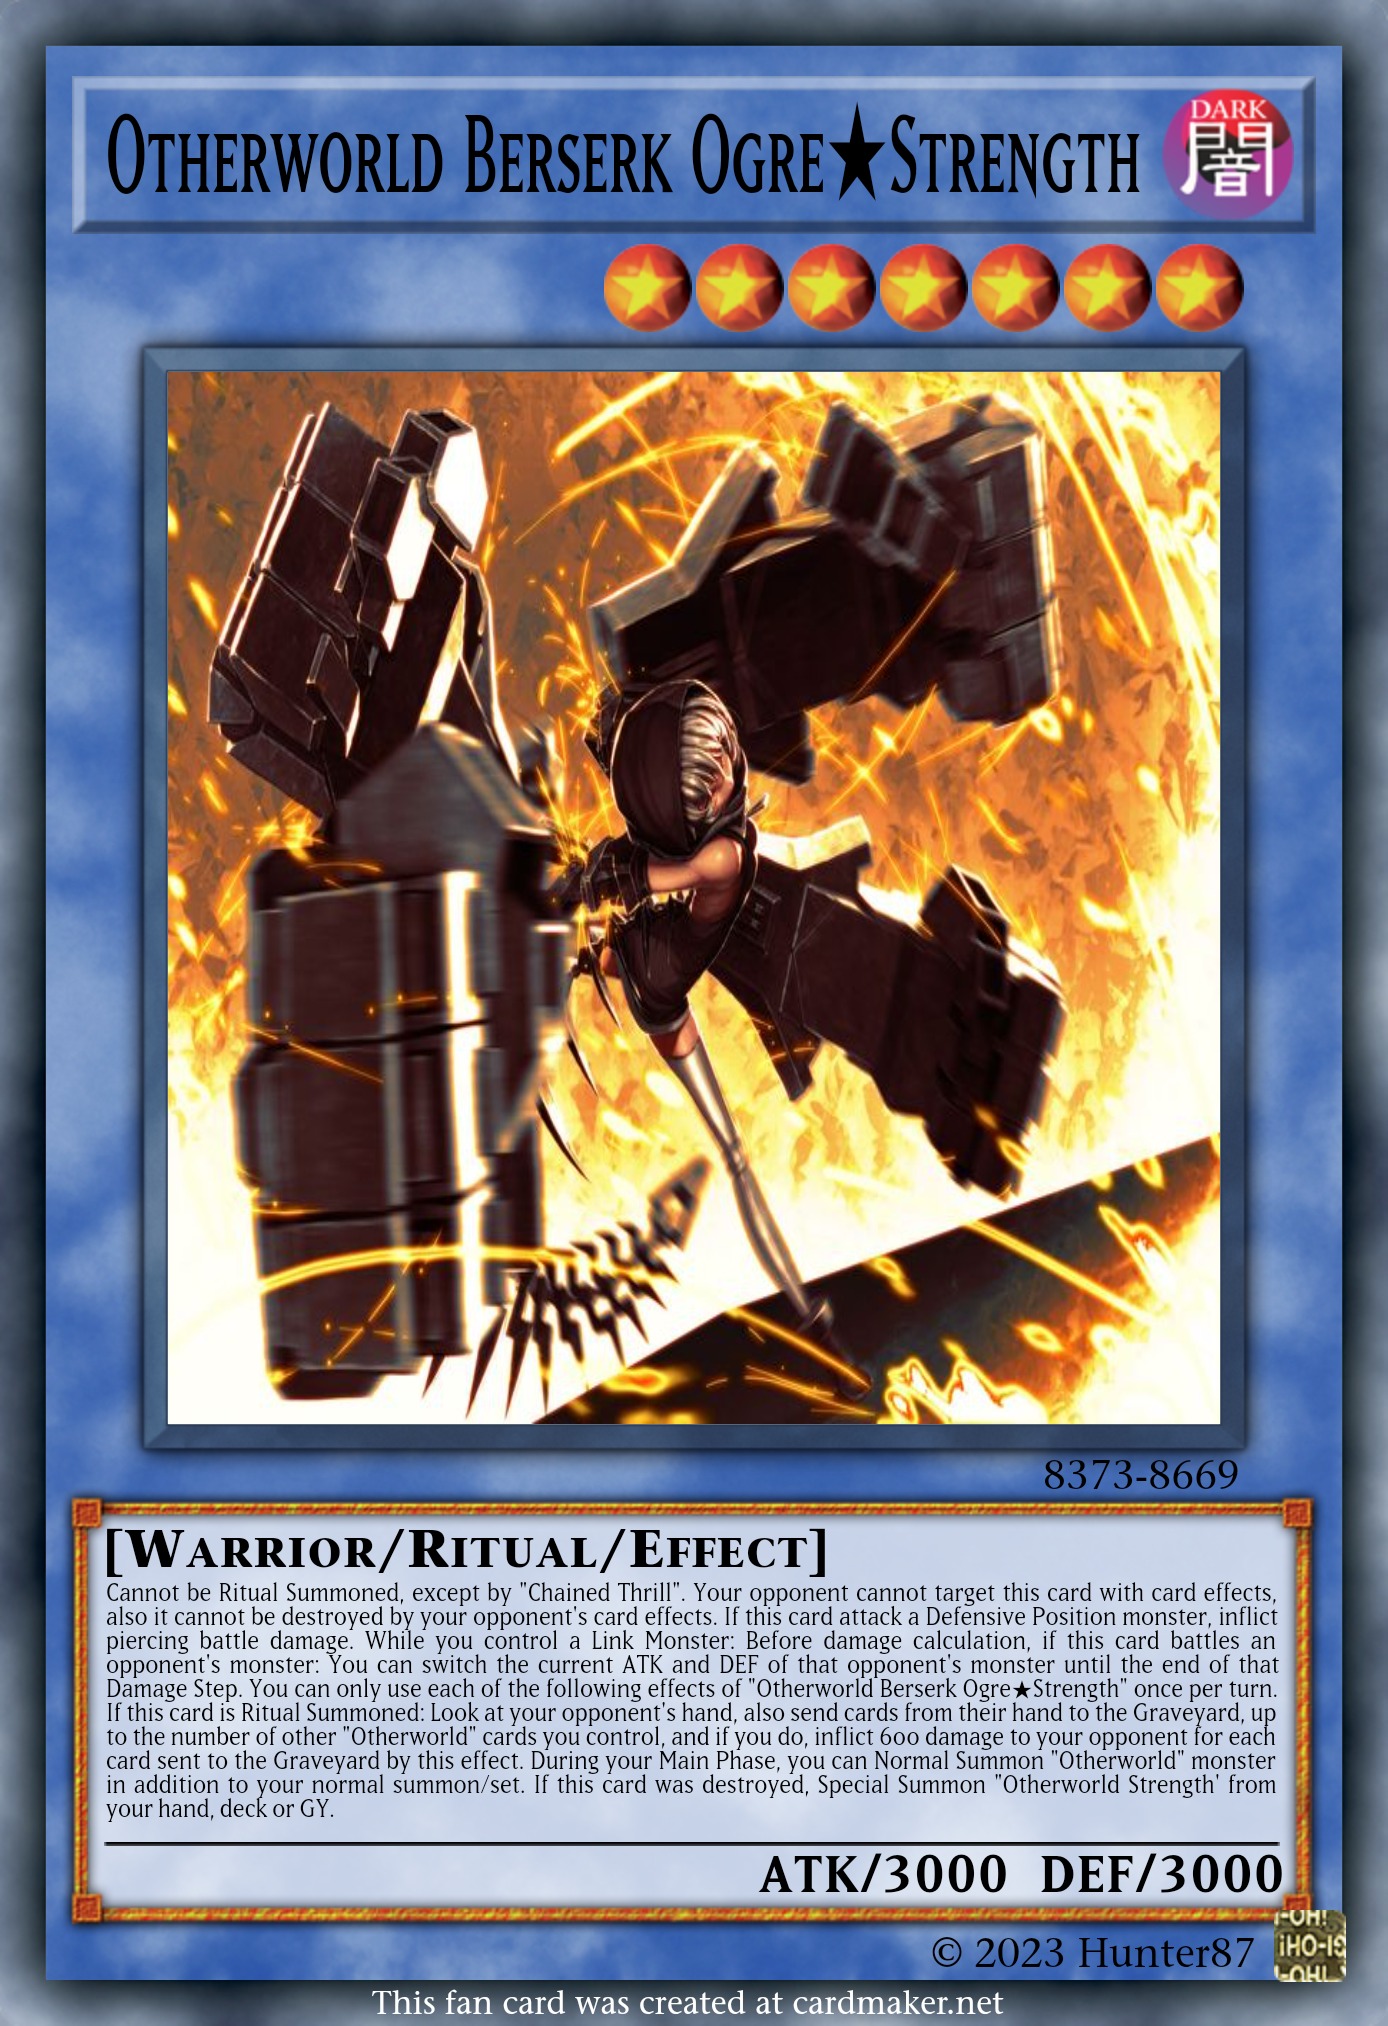 Otherworld Berserk Ogre★Strength
DARK
闇
8373-8669
[Warrior/Ritual/Effect]
Cannot be Ritual Summoned, except by "Chained Thrill". Your opponent cannot target this card with card effects,
also it cannot be destroyed by your opponent's card effects. If this card attack a Defensive Position monster, inflict
piercing battle damage. While you control a Link Monster: Before damage calculation, if this card battles an
opponent's monster: You can switch the current ATK and DEF of that opponent's monster until the end of that
Damage Step. You can only use each of the following effects of "Otherworld Berserk Ogre★Strength" once per turn.
If this card is Ritual Summoned: Look at your opponent's hand, also send cards from their hand to the Graveyard, up
to the number of other "Otherworld" cards you control, and if you do, inflict 600 damage to your opponent for each
card sent to the Graveyard by this effect. During your Main Phase, you can Normal Summon "Otherworld" monster
in addition to your normal summon/set. If this card was destroyed, Special Summon "Otherworld Strength' from
your hand, deck or GY.
ATK/3000 DEF/3000
© 2023 Hunter87
This fan card was created at cardmaker.net